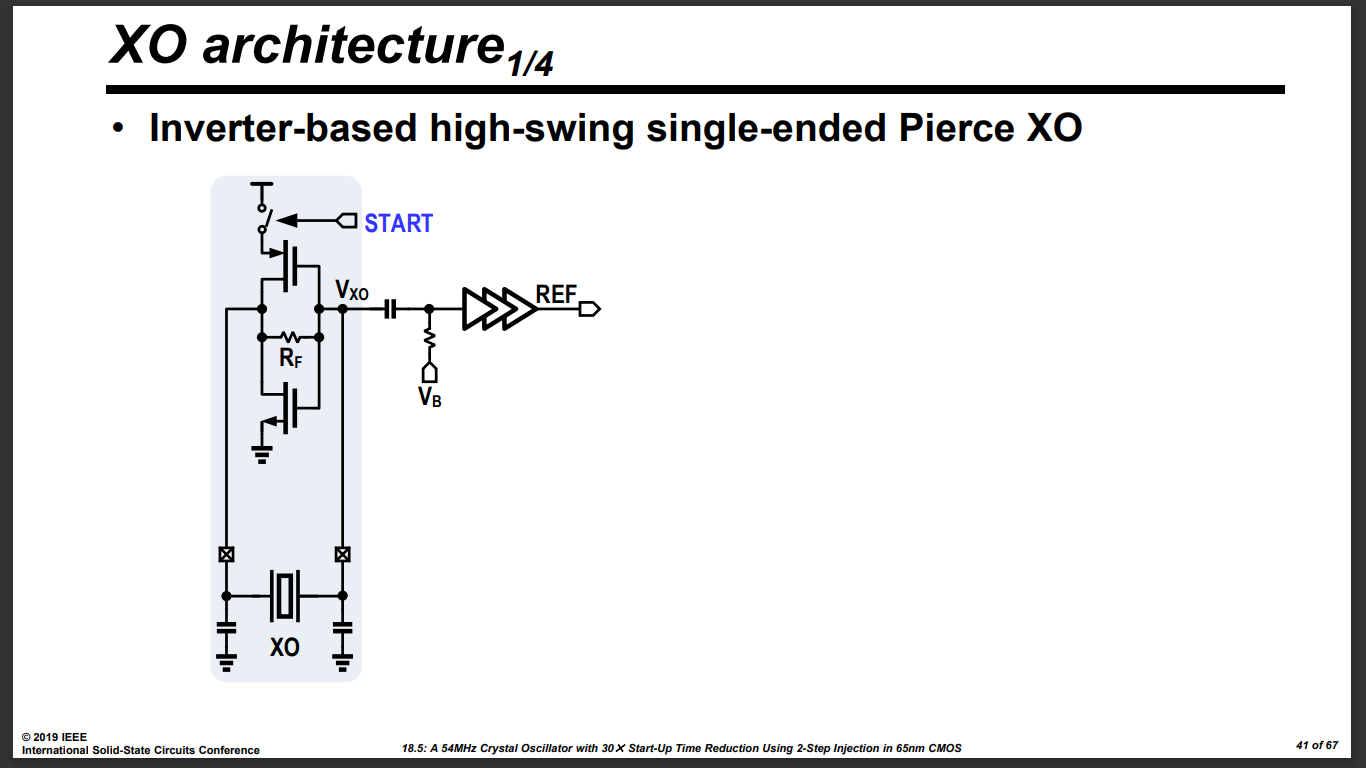 XO architecture1/4
• Inverter-based high-swing single-ended Pierce XO
START
VXO
REF
RF
VB
XO
© 2019 IEEE
International Solid-State Circuits Conference
18.5: A 54MHz Crystal Oscillator with 30✕ Start-Up Time Reduction Using 2-Step Injection in 65nm CMOS
41 of 67